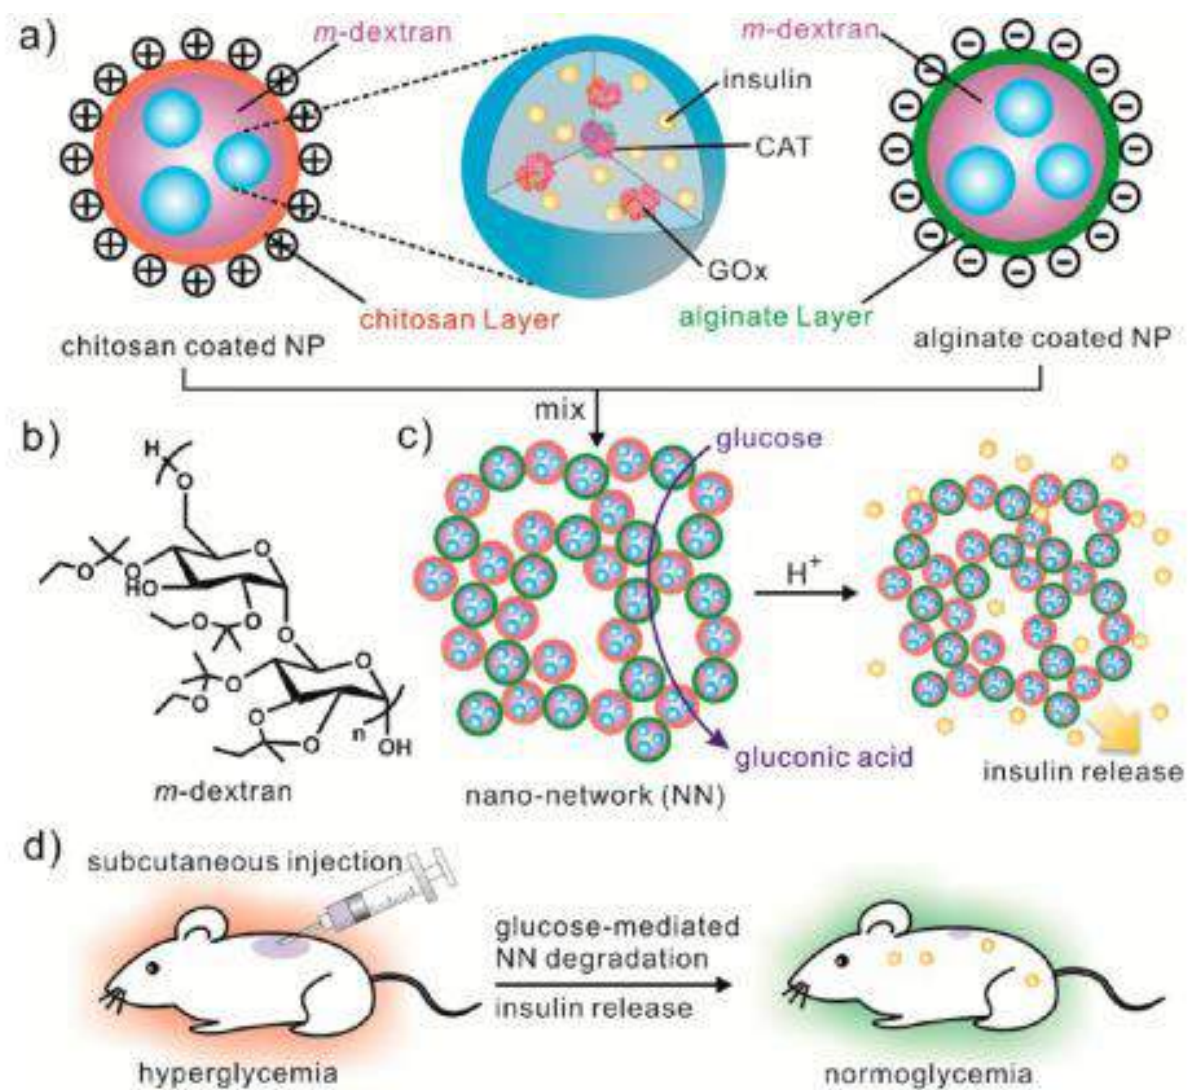 a)
m-dextran
insulin
CAT
GOx
m-dextran
chitosan Layer
alginate Layer
chitosan coated NP
alginate coated NP
mix
b)
H
O
O
O
O
HO
O
O
O
O
O
O
O
O
O
O
n
OH
m-dextran
c)
glucose
H+
gluconic acid
nano-network (NN)
insulin release
d)
subcutaneous injection
glucose-mediated
NN degradation
insulin release
hyperglycemia
normoglycemia